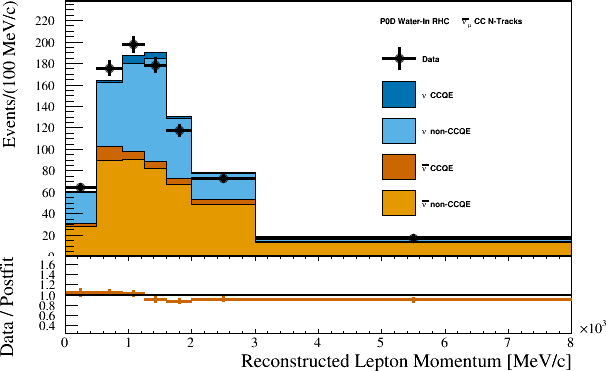 Events/(100 MeV/c)
220
200
180
160
140
120
100
80
60
40
20
0
P0D Water-In RHC ν̅μ CC N-Tracks
Data
ν CCQE
ν non-CCQE
ν̅ CCQE
ν̅ non-CCQE
Data / Postfit
1.6
1.4
1.2
1.0
0.8
0.6
0.4
0 1 2 3 4 5 6 7 8
×10³
Reconstructed Lepton Momentum [MeV/c]